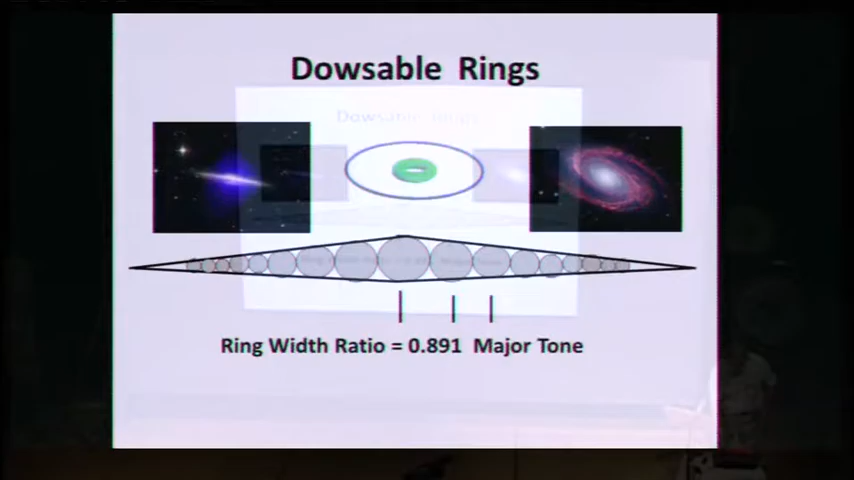 Dowsable Rings
Ring Width Ratio = 0.891 Major Tone